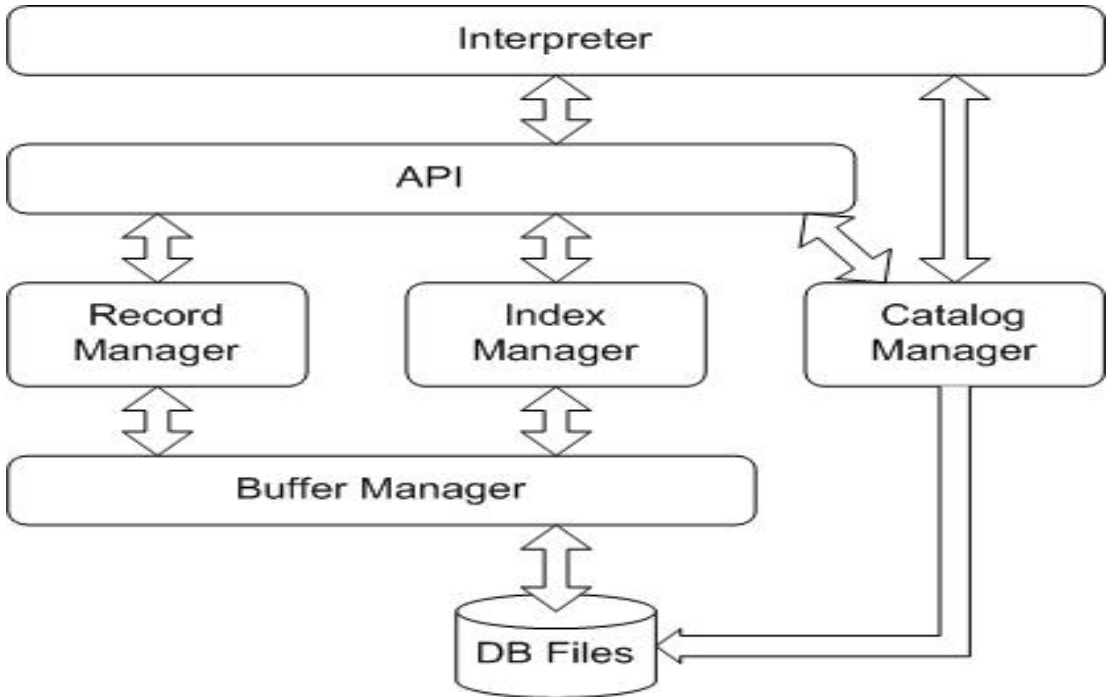 Interpreter
API
Record
Manager
Index
Manager
Catalog
Manager
Buffer Manager
DB Files